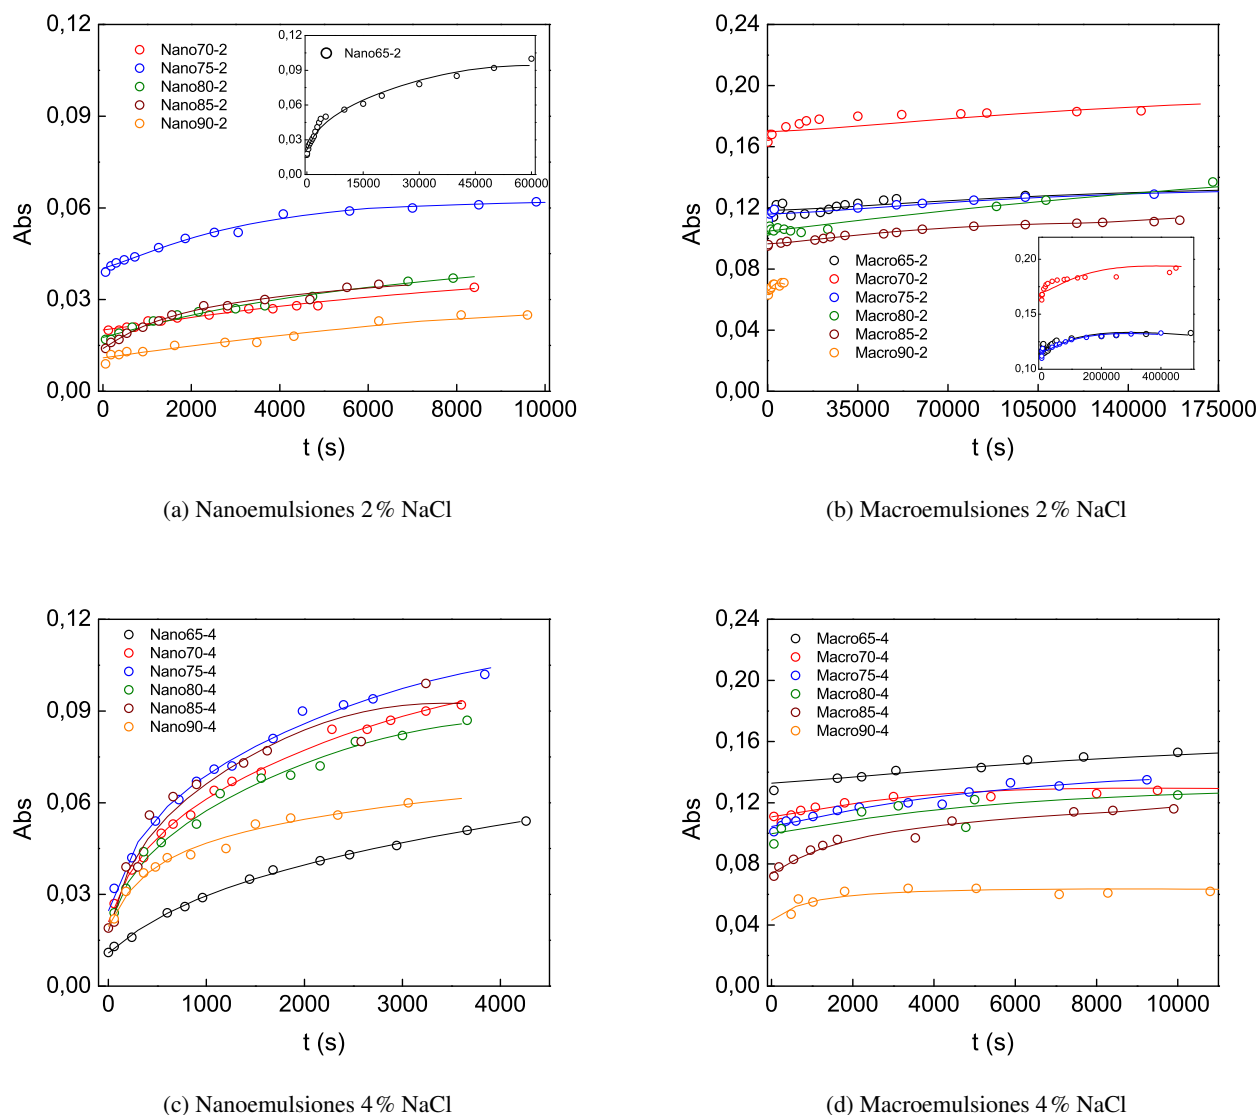 0,12
0,09
0,06
0,03
0,00
Abs
Nano70-2
Nano75-2
Nano80-2
Nano85-2
Nano90-2
0,12
0,09
0,06
0,03
0,00
Nano65-2
0 15000 30000 45000 60000
0 2000 4000 6000 8000 10000
t (s)
(a) Nanoemulsiones 2% NaCl
0,24
0,20
0,16
0,12
0,08
0,04
0,00
Abs
Macro65-2
Macro70-2
Macro75-2
Macro80-2
Macro85-2
Macro90-2
0,20
0,15
0,10
0 200000 400000
0 35000 70000 105000 140000 175000
t (s)
(b) Macroemulsiones 2% NaCl
0,12
0,09
0,06
0,03
0,00
Abs
Nano65-4
Nano70-4
Nano75-4
Nano80-4
Nano85-4
Nano90-4
0 1000 2000 3000 4000
t (s)
(c) Nanoemulsiones 4% NaCl
0,24
0,20
0,16
0,12
0,08
0,04
0,00
Abs
Macro65-4
Macro70-4
Macro75-4
Macro80-4
Macro85-4
Macro90-4
0 2000 4000 6000 8000 10000
t (s)
(d) Macroemulsiones 4% NaCl